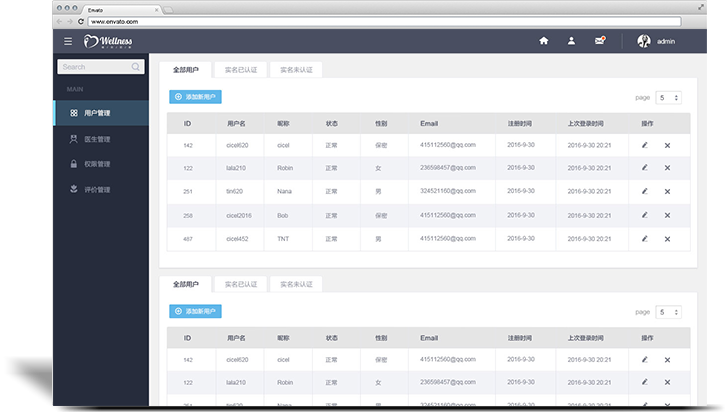 Envato
www.envato.com
Wellness
admin
Search
MAIN
用户管理
医生管理
权限管理
评价管理
全部用户 实名已认证 实名未认证
添加新用户 page 5
ID 用户名 昵称 状态 性别 Email 注册时间 上次登录时间 操作
142 cicel620 cicel 正常 保密 415112560@qq.com 2016-9-30 2016-9-30 20:21
122 lala210 Robin 正常 女 236598457@qq.com 2016-9-30 2016-9-30 20:21
251 tin620 Nana 正常 男 324521160@qq.com 2016-9-30 2016-9-30 20:21
258 cicel2016 Bob 正常 保密 415112560@qq.com 2016-9-30 2016-9-30 20:21
487 cicel452 TNT 正常 男 415112560@qq.com 2016-9-30 2016-9-30 20:21
全部用户 实名已认证 实名未认证
添加新用户 page 5
ID 用户名 昵称 状态 性别 Email 注册时间 上次登录时间 操作
142 cicel620 cicel 正常 保密 415112560@qq.com 2016-9-30 2016-9-30 20:21
122 lala210 Robin 正常 女 236598457@qq.com 2016-9-30 2016-9-30 20:21